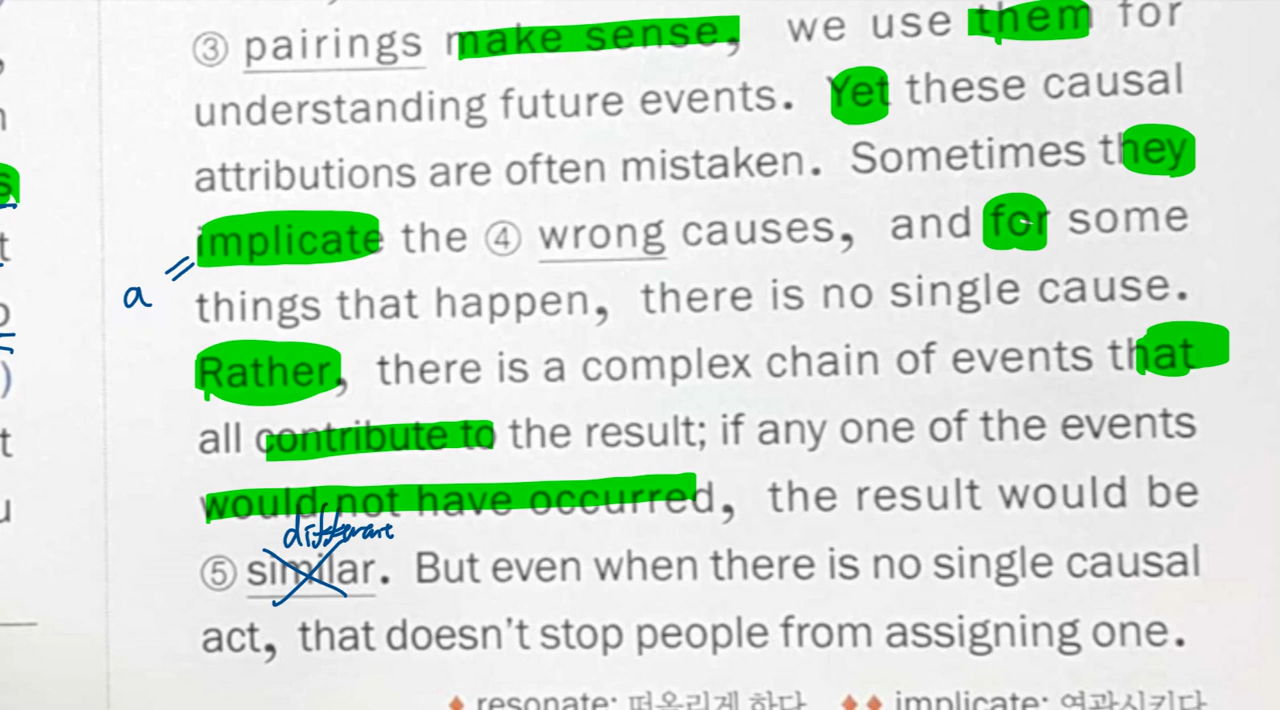 ③ pairings make sense, we use them for
understanding future events. Yet these causal
attributions are often mistaken. Sometimes they
implicate the ④ wrong causes, and for some
a
things that happen, there is no single cause.
Rather, there is a complex chain of events that
all contribute to the result; if any one of the events
would not have occurred, the result would be
⑤ similar. But even when there is no single causal
act, that doesn't stop people from assigning one.
♦ resonate: 떠올리게 하다 ♦♦ implicate: 연관시키다